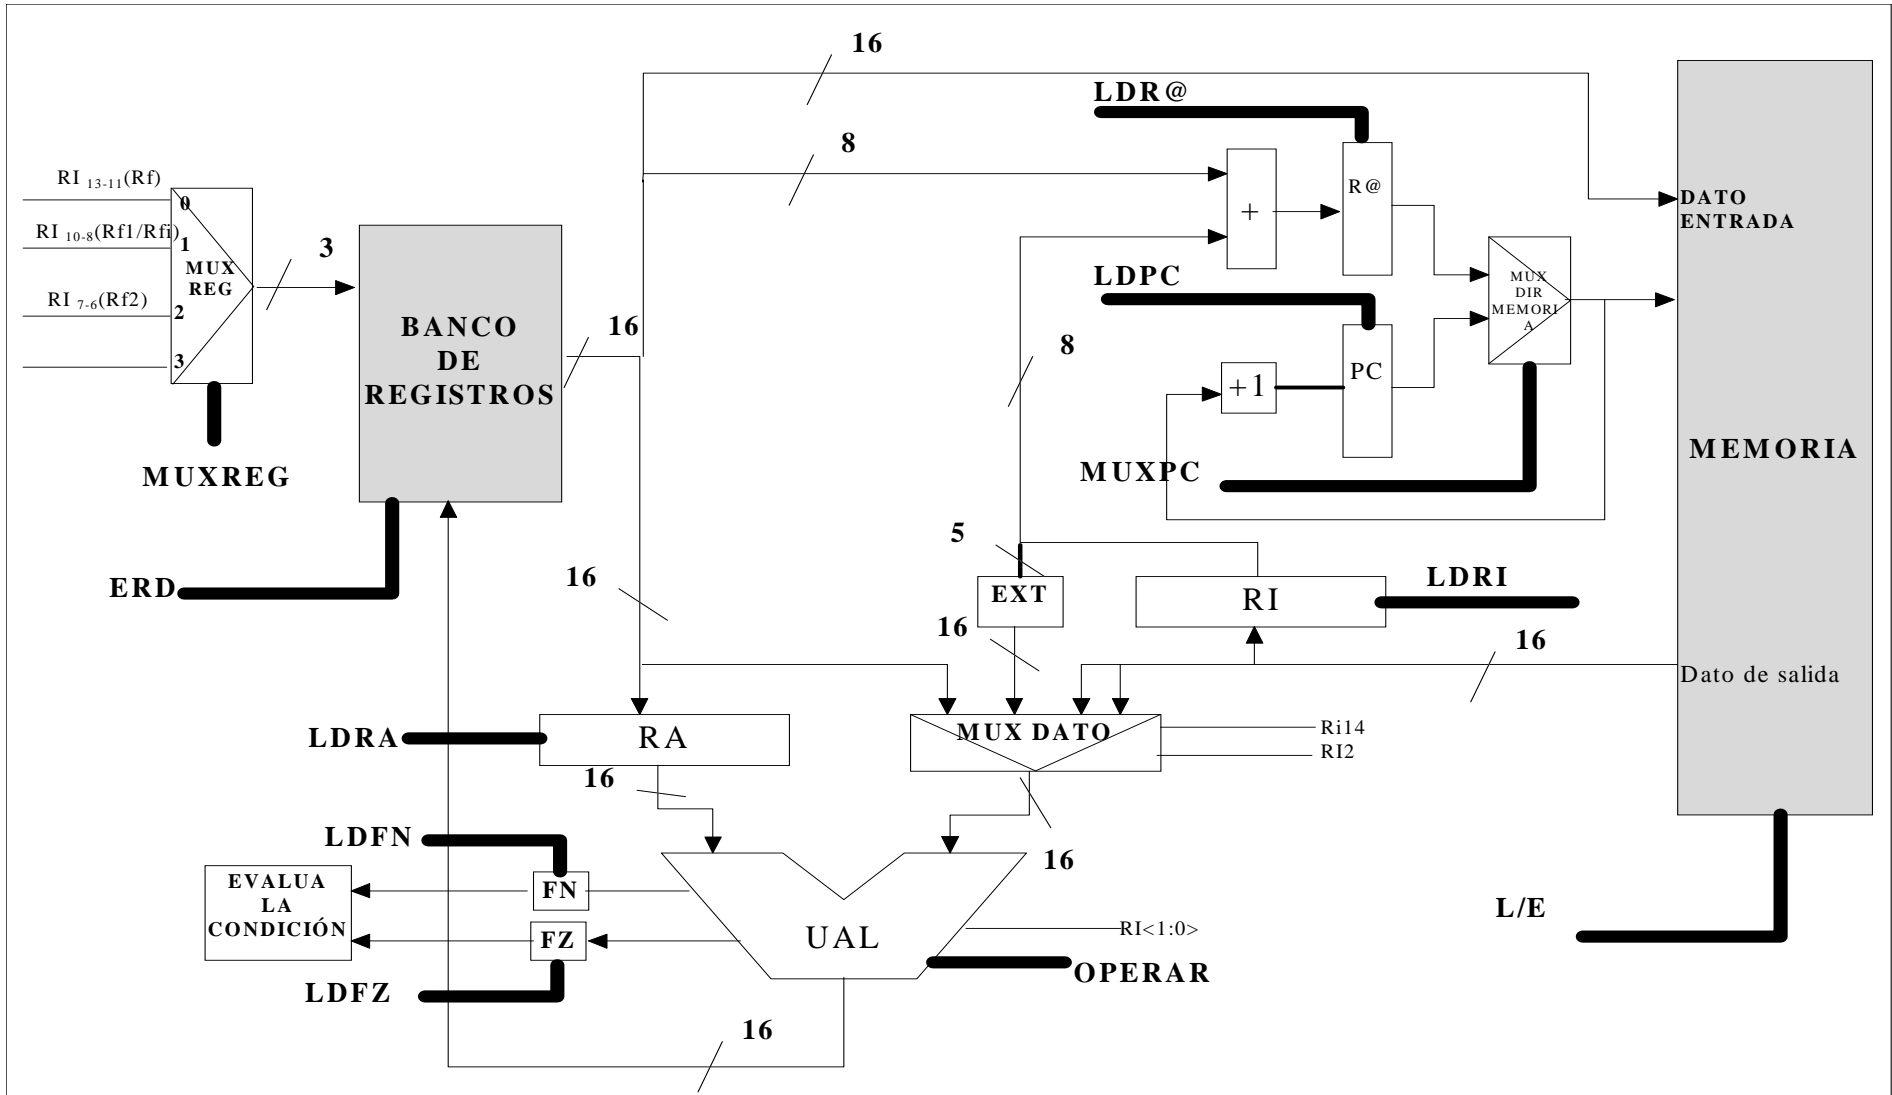 16
LDR@
8
RI 13-11(Rf)
0
R@
DATO
ENTRADA
+
RI 10-8(Rf1/Rfi)
1
3
MUX
REG
LDPC
MUX
DIR
MEMORI
A
RI 7-6(Rf2)
2
BANCO
DE
REGISTROS
16
8
3
+1
PC
MUXREG
MUXPC
MEMORIA
5
ERD
16
EXT
RI
LDRI
16
16
Dato de salida
LDRA
RA
MUX DATO
Ri14
RI2
16
LDFN
16
EVALUA
LA
CONDICIÓN
FN
FZ
UAL
RI<1:0>
L/E
OPERAR
LDFZ
16